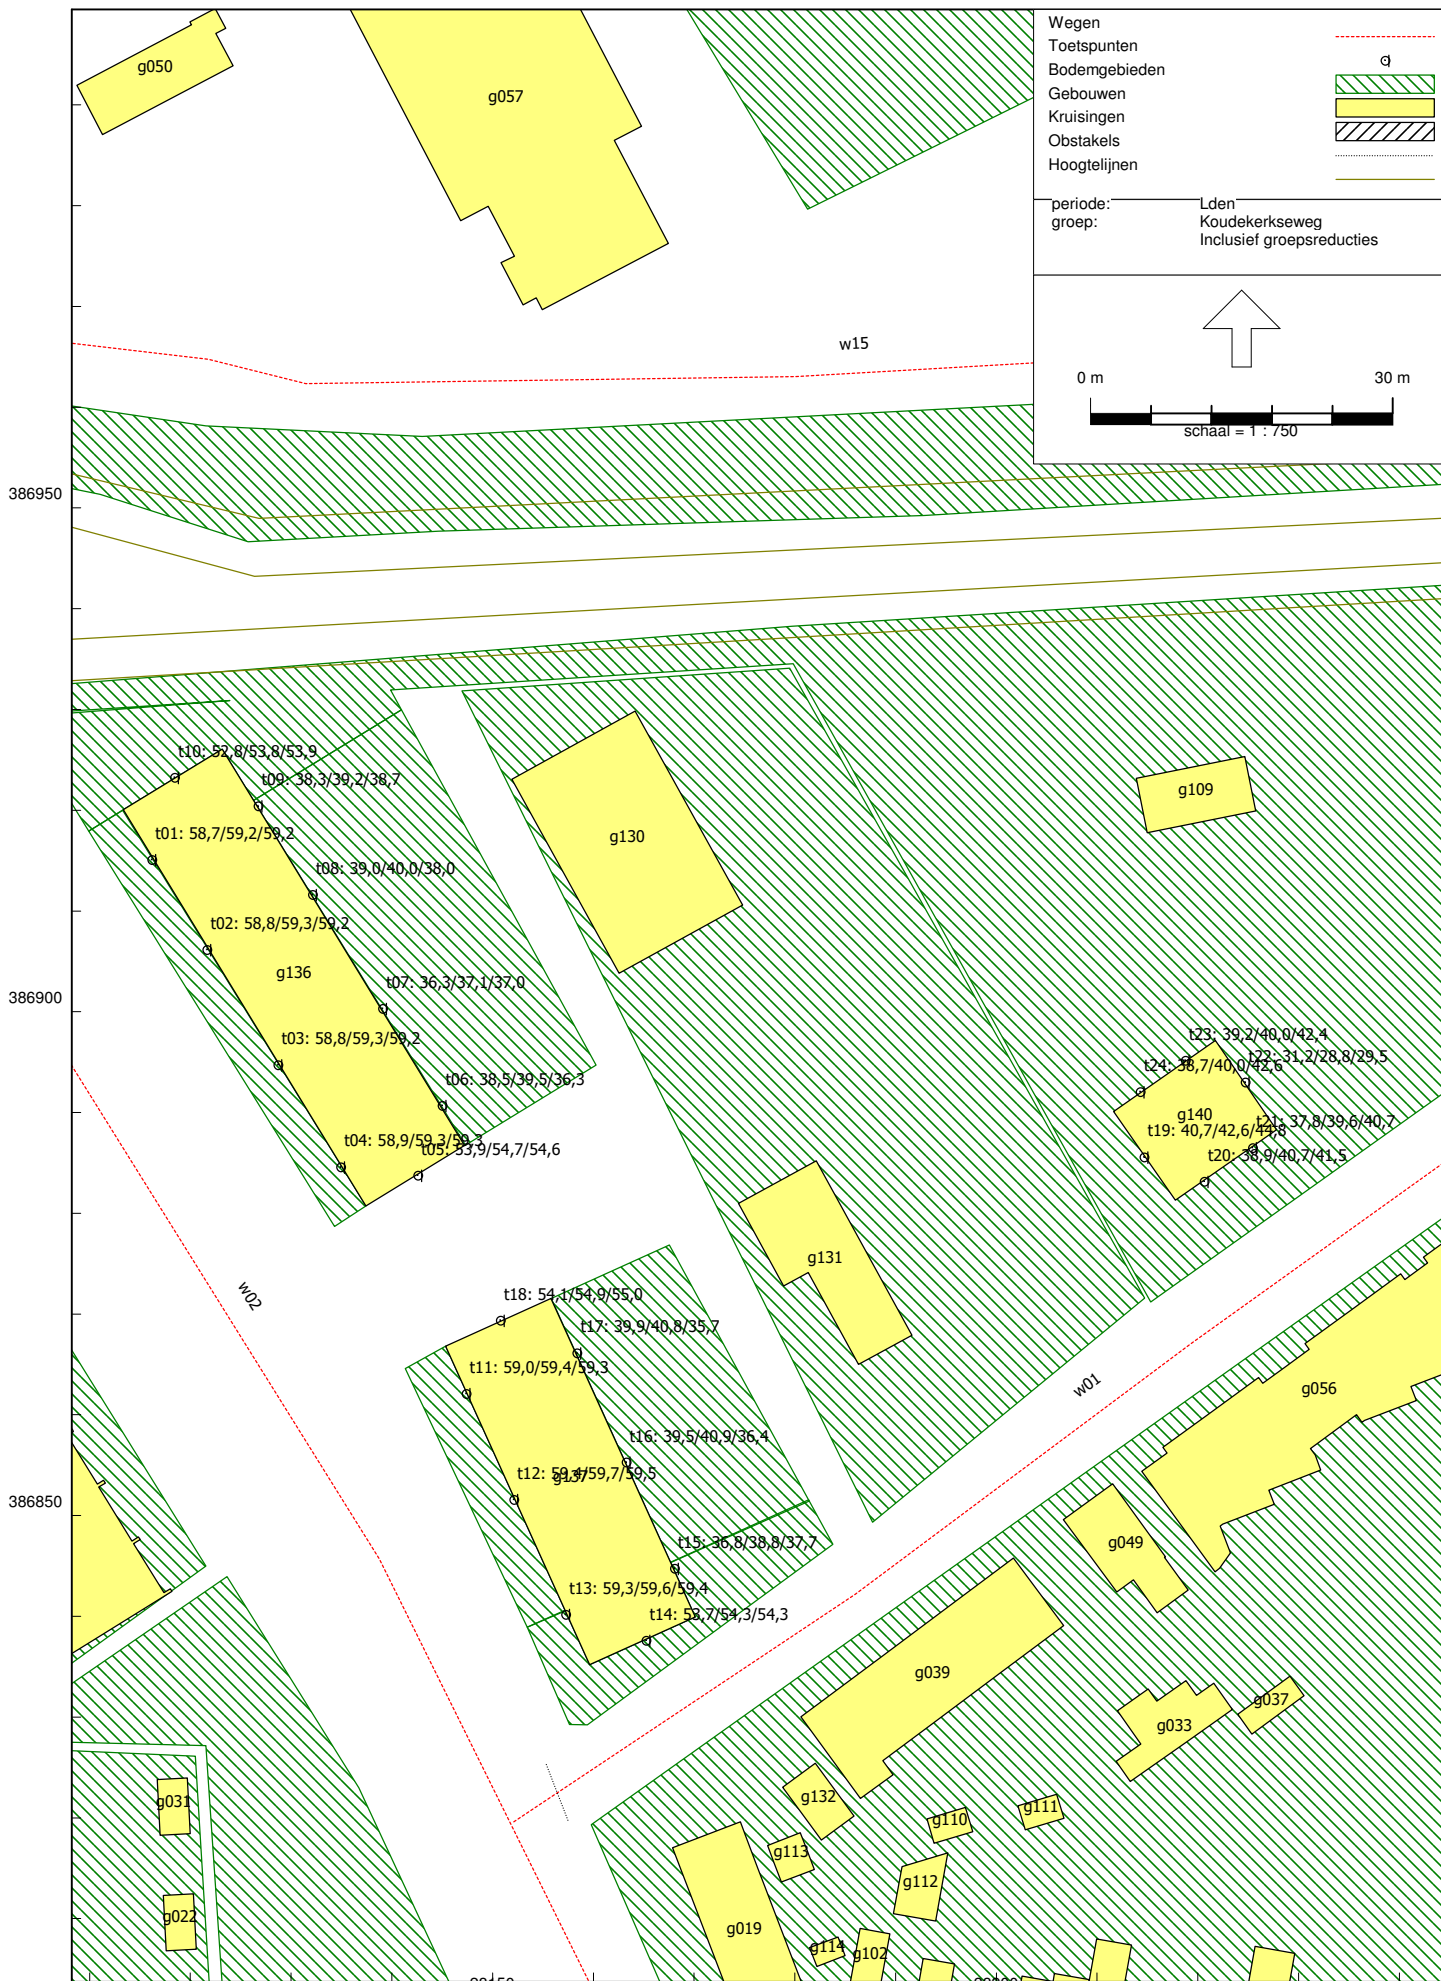 Wegen
Toetspunten
Bodemgebieden
Gebouwen
Kruisingen
Obstakels
Hoogtelijnen
periode: Lden
groep: Koudekerkseweg
Inclusief groepsreducties
0 m 30 m
schaal = 1 : 750
g050
g057
w15
386950
t10: 52,8/53,8/53,9
t09: 38,3/39,2/38,7
g109
t01: 58,7/59,2/59,2
g130
t08: 39,0/40,0/38,0
t02: 58,8/59,3/59,2
g136
t07: 36,3/37,1/37,0
386900
t03: 58,8/59,3/59,2
t23: 39,2/40,0/42,4
t22: 31,2/28,8/29,5
t24: 38,7/40,0/42,6
t06: 38,5/39,5/36,3
g140
t21: 37,8/39,6/40,7
t19: 40,7/42,6/44,8
t04: 58,9/59,3/59,3
t05: 53,9/54,7/54,6
t20: 38,9/40,7/41,5
g131
w02
t18: 54,1/54,9/55,0
t17: 39,9/40,8/35,7
t11: 59,0/59,4/59,3
w01
g056
t16: 39,5/40,9/36,4
t12: 59,4/59,7/59,5
g137
386850
t15: 36,8/38,8/37,7
g049
t13: 59,3/59,6/59,4
t14: 53,7/54,3/54,3
g039
g037
g033
g132
g031
g111
g110
g113
g112
g022
g019
g114
g102